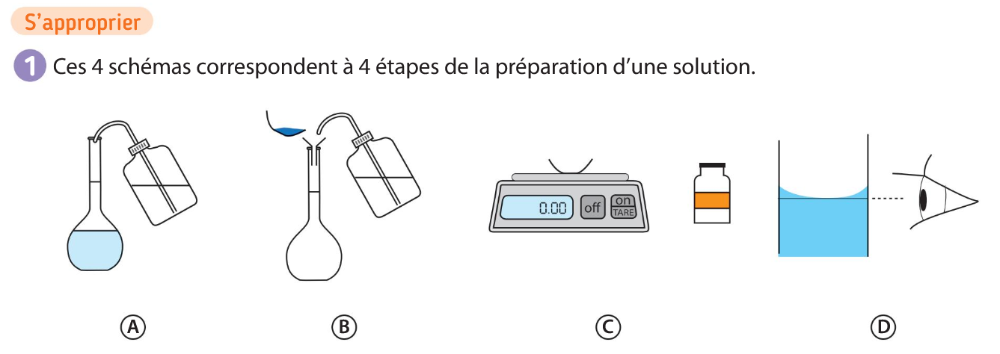 S'approprier
1 Ces 4 schémas correspondent à 4 étapes de la préparation d'une solution.
0.00 off on
TARE
A B C D